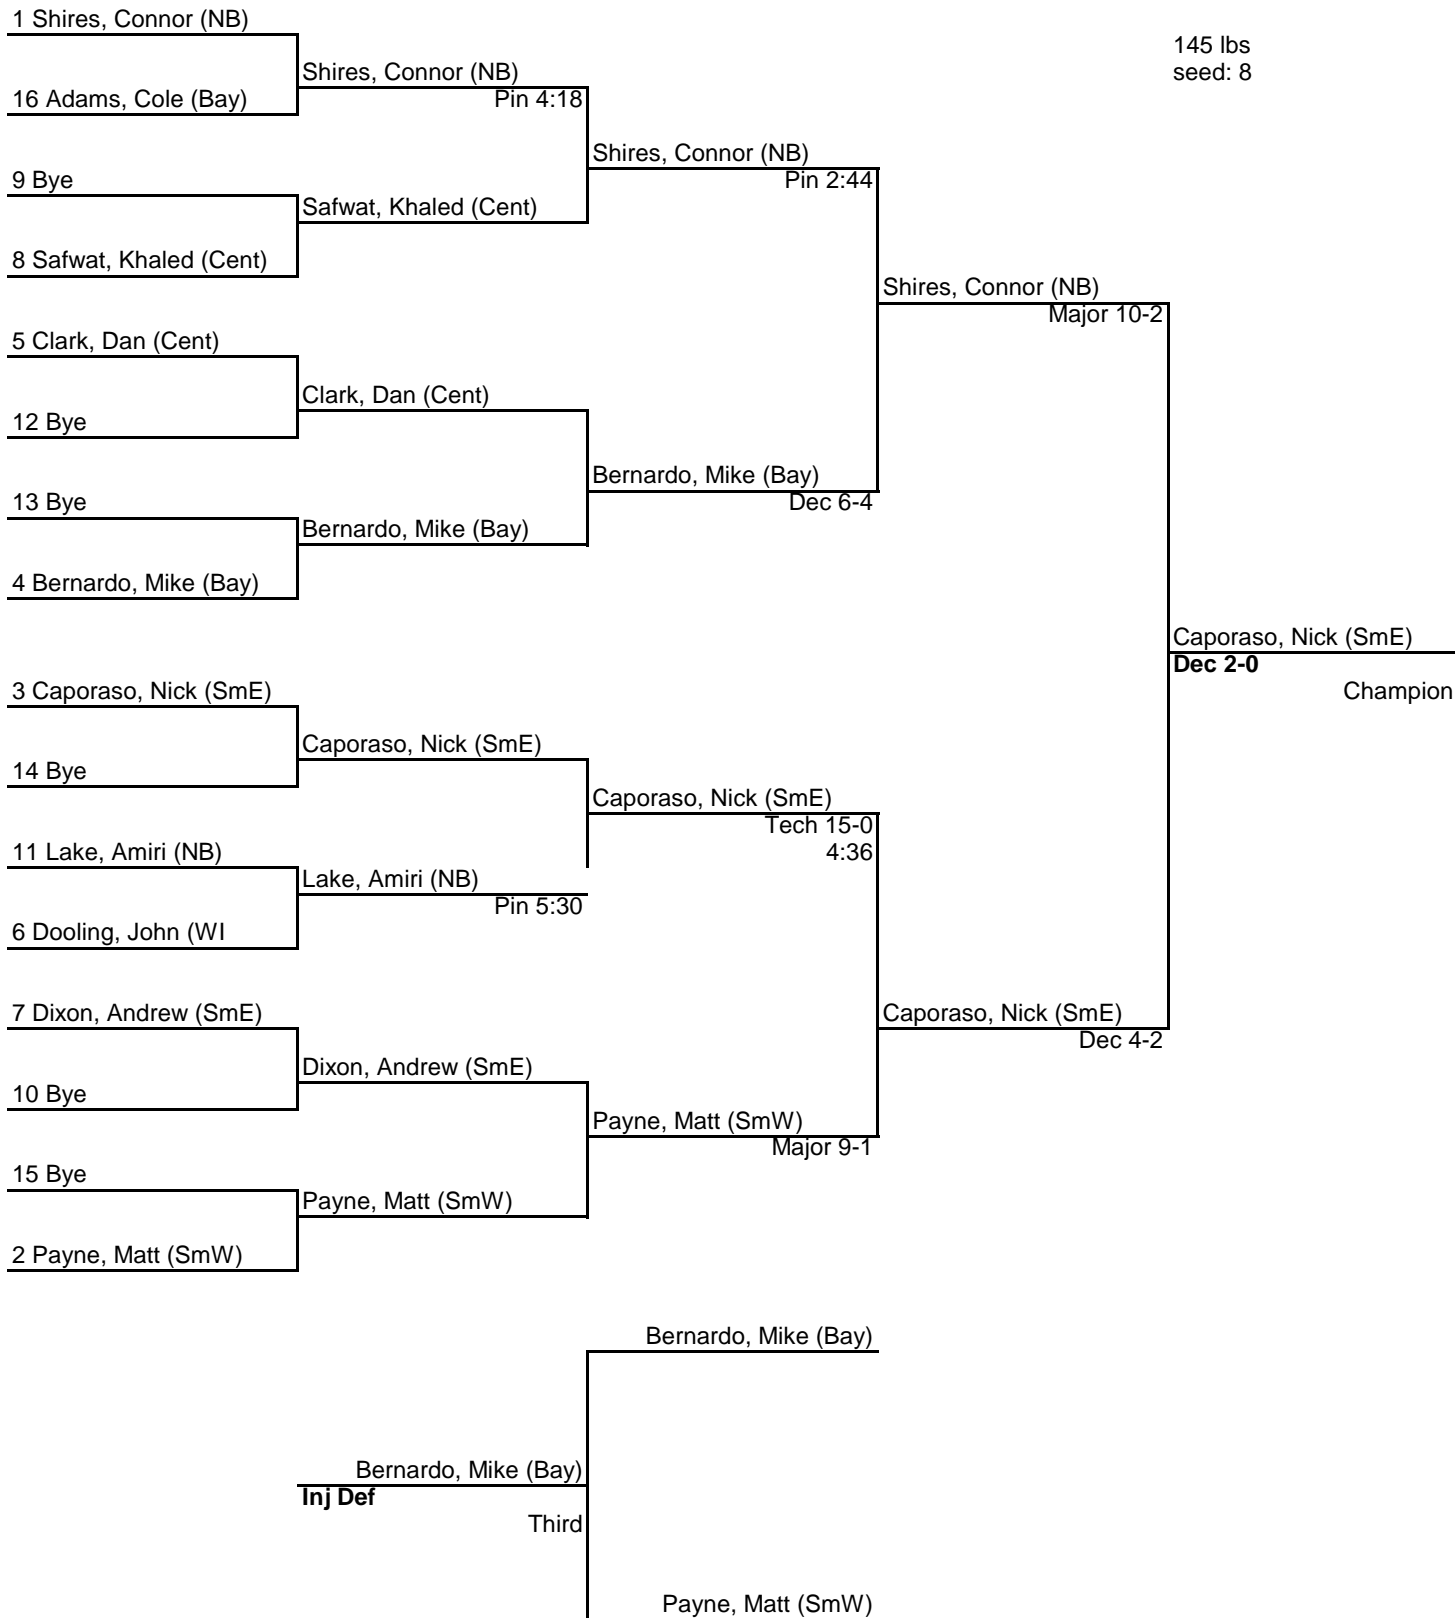 1 Shires, Connor (NB)
145 lbs
seed: 8
Shires, Connor (NB)
Pin 4:18
16 Adams, Cole (Bay)
Shires, Connor (NB)
Pin 2:44
9 Bye
Safwat, Khaled (Cent)
8 Safwat, Khaled (Cent)
Shires, Connor (NB)
Major 10-2
5 Clark, Dan (Cent)
Clark, Dan (Cent)
12 Bye
Bernardo, Mike (Bay)
Dec 6-4
13 Bye
Bernardo, Mike (Bay)
4 Bernardo, Mike (Bay)
Caporaso, Nick (SmE)
Dec 2-0
Champion
3 Caporaso, Nick (SmE)
Caporaso, Nick (SmE)
14 Bye
Caporaso, Nick (SmE)
Tech 15-0
4:36
11 Lake, Amiri (NB)
Lake, Amiri (NB)
Pin 5:30
6 Dooling, John (WI
7 Dixon, Andrew (SmE)
Caporaso, Nick (SmE)
Dec 4-2
Dixon, Andrew (SmE)
10 Bye
Payne, Matt (SmW)
Major 9-1
15 Bye
Payne, Matt (SmW)
2 Payne, Matt (SmW)
Bernardo, Mike (Bay)
Bernardo, Mike (Bay)
Inj Def
Third
Payne, Matt (SmW)